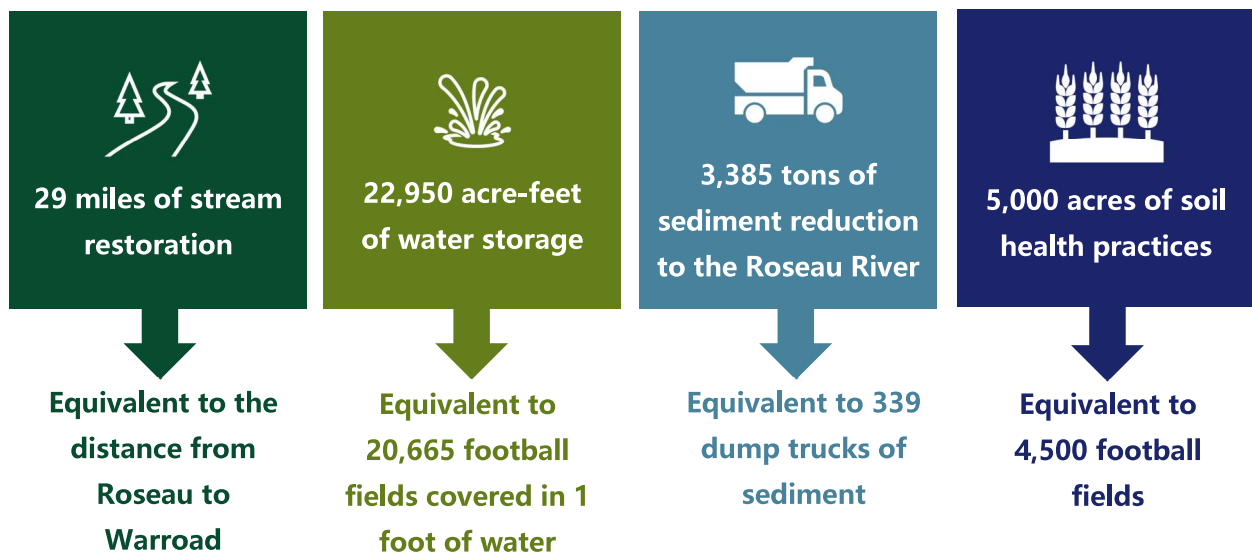 29 miles of stream
restoration
22,950 acre-feet
of water storage
3,385 tons of
sediment reduction
to the Roseau River
5,000 acres of soil
health practices
Equivalent to the
distance from
Roseau to
Warroad
Equivalent to
20,665 football
fields covered in 1
foot of water
Equivalent to 339
dump trucks of
sediment
Equivalent to
4,500 football
fields